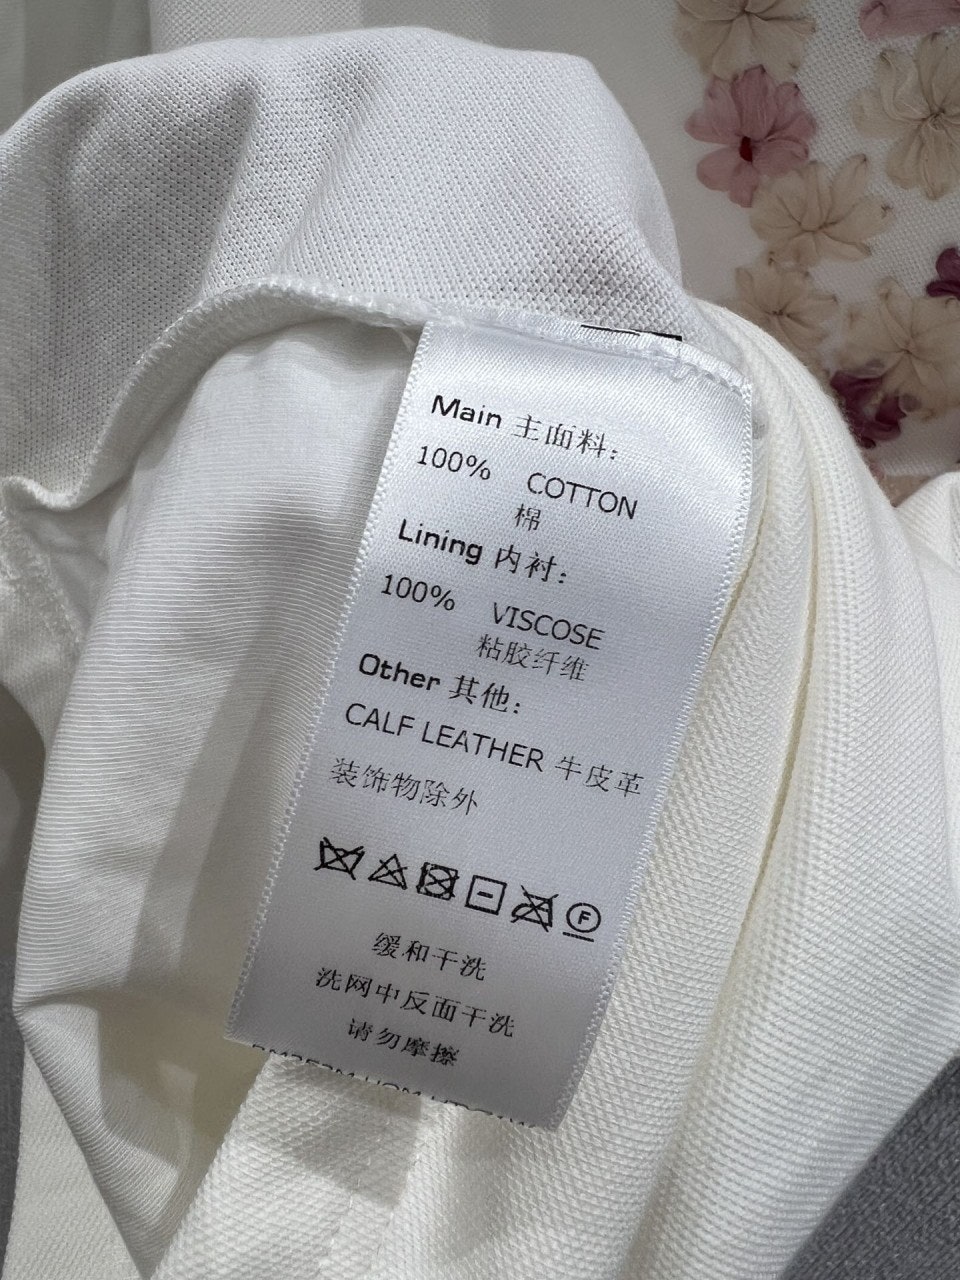 Main 主面料:
100% COTTON
棉
Lining 内衬:
100% VISCOSE
粘胶纤维
Other 其他:
CALF LEATHER 牛皮革
装饰物除外
F
缓和干洗
洗网中反面干洗
请勿摩擦